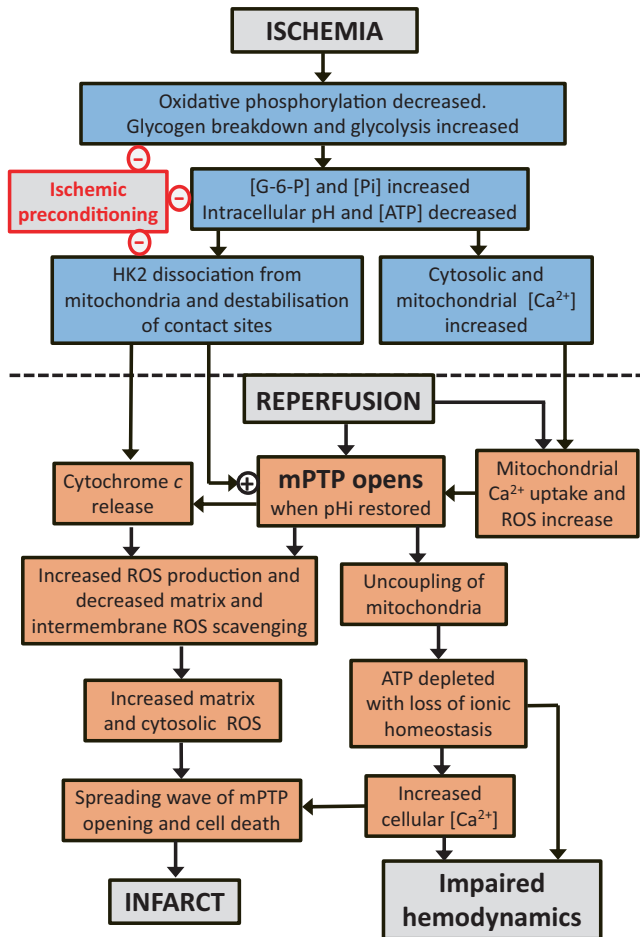 ISCHEMIA
Oxidative phosphorylation decreased.
Glycogen breakdown and glycolysis increased
−
Ischemic
preconditioning
−
[G-6-P] and [Pi] increased
Intracellular pH and [ATP] decreased
−
HK2 dissociation from
mitochondria and destabilisation
of contact sites
Cytosolic and
mitochondrial [Ca²⁺]
increased
REPERFUSION
Cytochrome c
release
+
mPTP opens
when pHi restored
Mitochondrial
Ca²⁺ uptake and
ROS increase
Increased ROS production and
decreased matrix and
intermembrane ROS scavenging
Uncoupling of
mitochondria
Increased matrix
and cytosolic ROS
ATP depleted
with loss of ionic
homeostasis
Spreading wave of mPTP
opening and cell death
Increased
cellular [Ca²⁺]
INFARCT
Impaired
hemodynamics